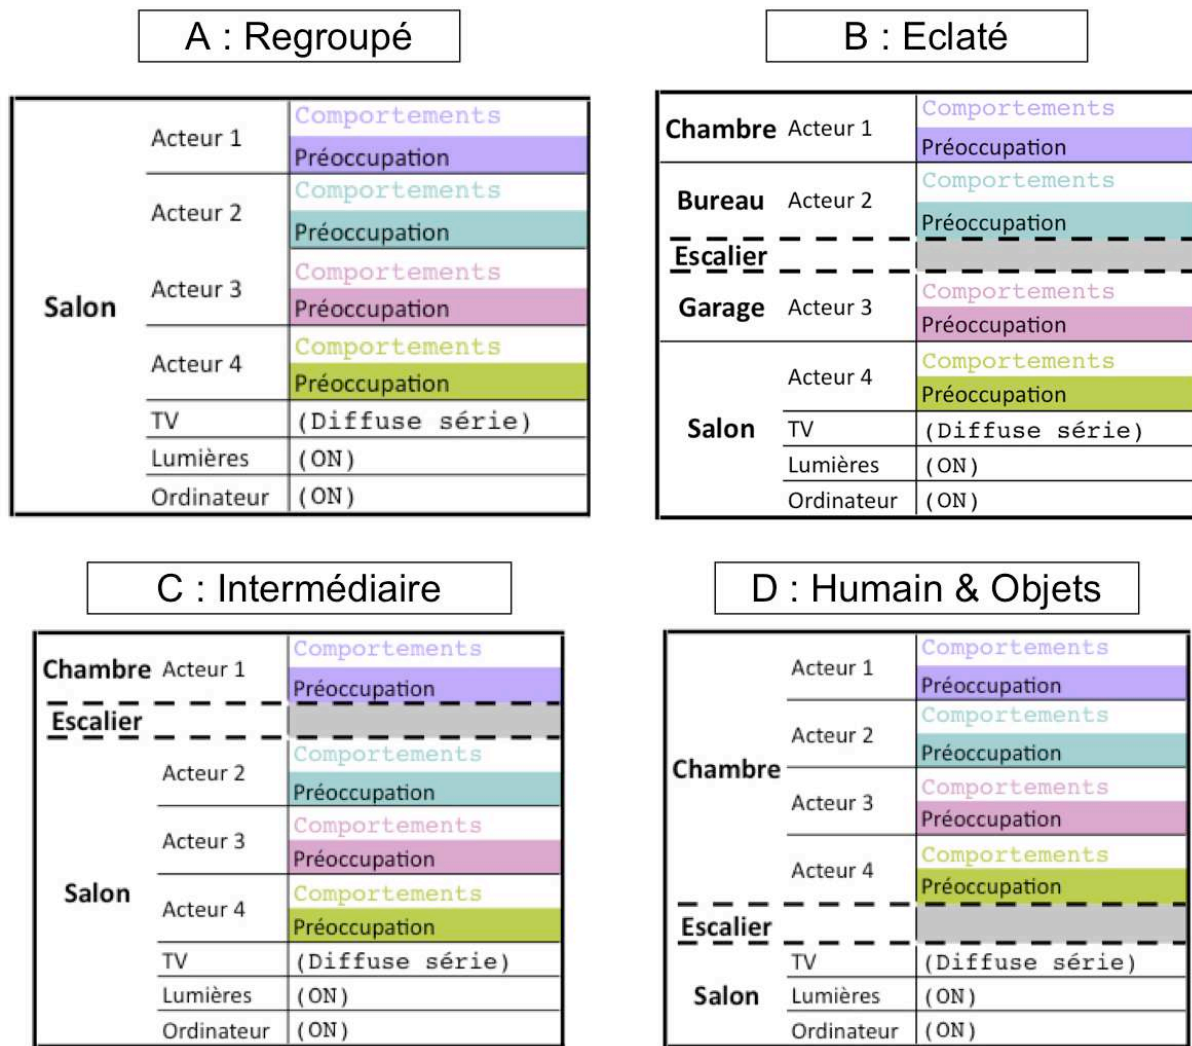 A : Regroupé
Salon
Acteur 1
Comportements
Préoccupation
Acteur 2
Comportements
Préoccupation
Acteur 3
Comportements
Préoccupation
Acteur 4
Comportements
Préoccupation
TV (Diffuse série)
Lumières (ON)
Ordinateur (ON)
B : Eclaté
Chambre Acteur 1
Comportements
Préoccupation
Bureau Acteur 2
Comportements
Préoccupation
Escalier
Garage Acteur 3
Comportements
Préoccupation
Salon
Acteur 4
Comportements
Préoccupation
TV (Diffuse série)
Lumières (ON)
Ordinateur (ON)
C : Intermédiaire
Chambre Acteur 1
Comportements
Préoccupation
Escalier
Salon
Acteur 2
Comportements
Préoccupation
Acteur 3
Comportements
Préoccupation
Acteur 4
Comportements
Préoccupation
TV (Diffuse série)
Lumières (ON)
Ordinateur (ON)
D : Humain & Objets
Chambre
Acteur 1
Comportements
Préoccupation
Acteur 2
Comportements
Préoccupation
Acteur 3
Comportements
Préoccupation
Acteur 4
Comportements
Préoccupation
Escalier
Salon
TV (Diffuse série)
Lumières (ON)
Ordinateur (ON)